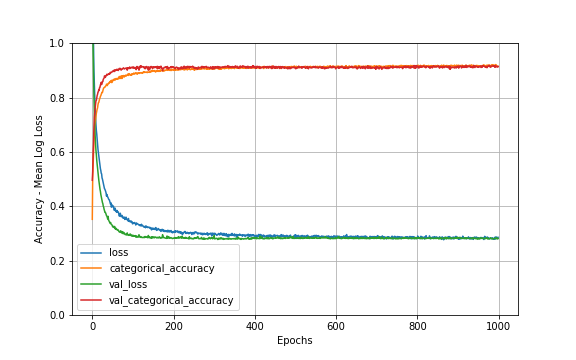 1.0
0.8
0.6
0.4
0.2
0.0
Accuracy - Mean Log Loss
loss
categorical_accuracy
val_loss
val_categorical_accuracy
0 200 400 600 800 1000
Epochs